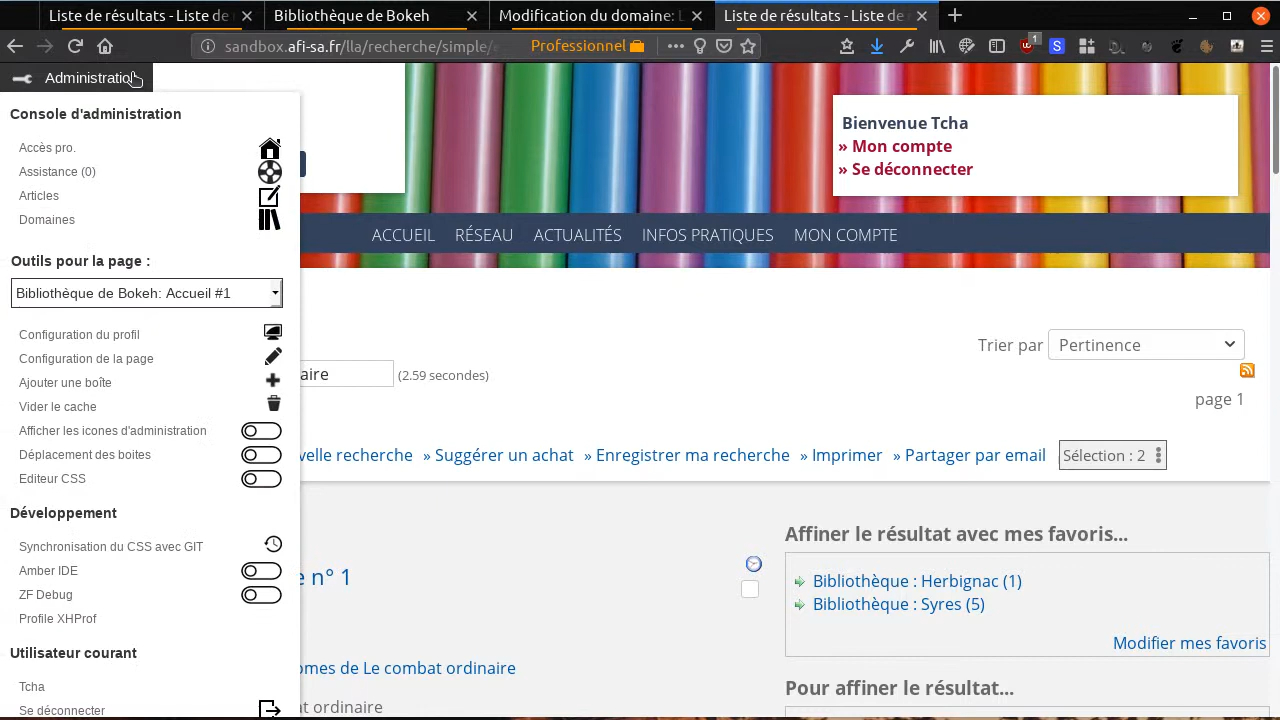 Liste de résultats - Liste de
Bibliothèque de Bokeh
Modification du domaine: L
Liste de résultats - Liste de
sandbox.afi-sa.fr/lla/recherche/simple/
Professionnel
1
Administration
Console d'administration
Accès pro.
Assistance (0)
Articles
Domaines
Outils pour la page :
Bibliothèque de Bokeh: Accueil #1
Configuration du profil
Configuration de la page
Ajouter une boîte
Vider le cache
Afficher les icones d'administration
Déplacement des boites
Editeur CSS
Développement
Synchronisation du CSS avec GIT
Amber IDE
ZF Debug
Profile XHProf
Utilisateur courant
Tcha
Se déconnecter
Bienvenue Tcha
» Mon compte
» Se déconnecter
ACCUEIL RÉSEAU ACTUALITÉS INFOS PRATIQUES MON COMPTE
Trier par Pertinence
aire (2.59 secondes)
page 1
velle recherche » Suggérer un achat » Enregistrer ma recherche » Imprimer » Partager par email Sélection : 2
e n° 1
omes de Le combat ordinaire
at ordinaire
Affiner le résultat avec mes favoris...
Bibliothèque : Herbignac (1)
Bibliothèque : Syres (5)
Modifier mes favoris
Pour affiner le résultat...